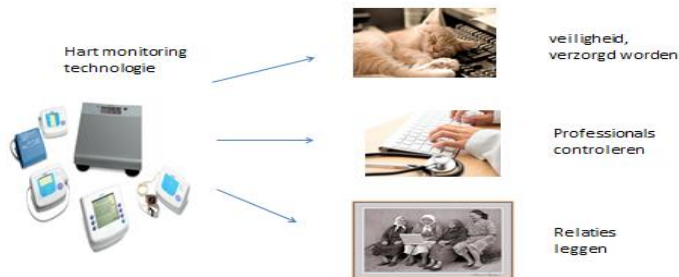 Hart monitoring
technologie
veiligheid,
verzorgd worden
Professionals
controleren
Relaties
leggen